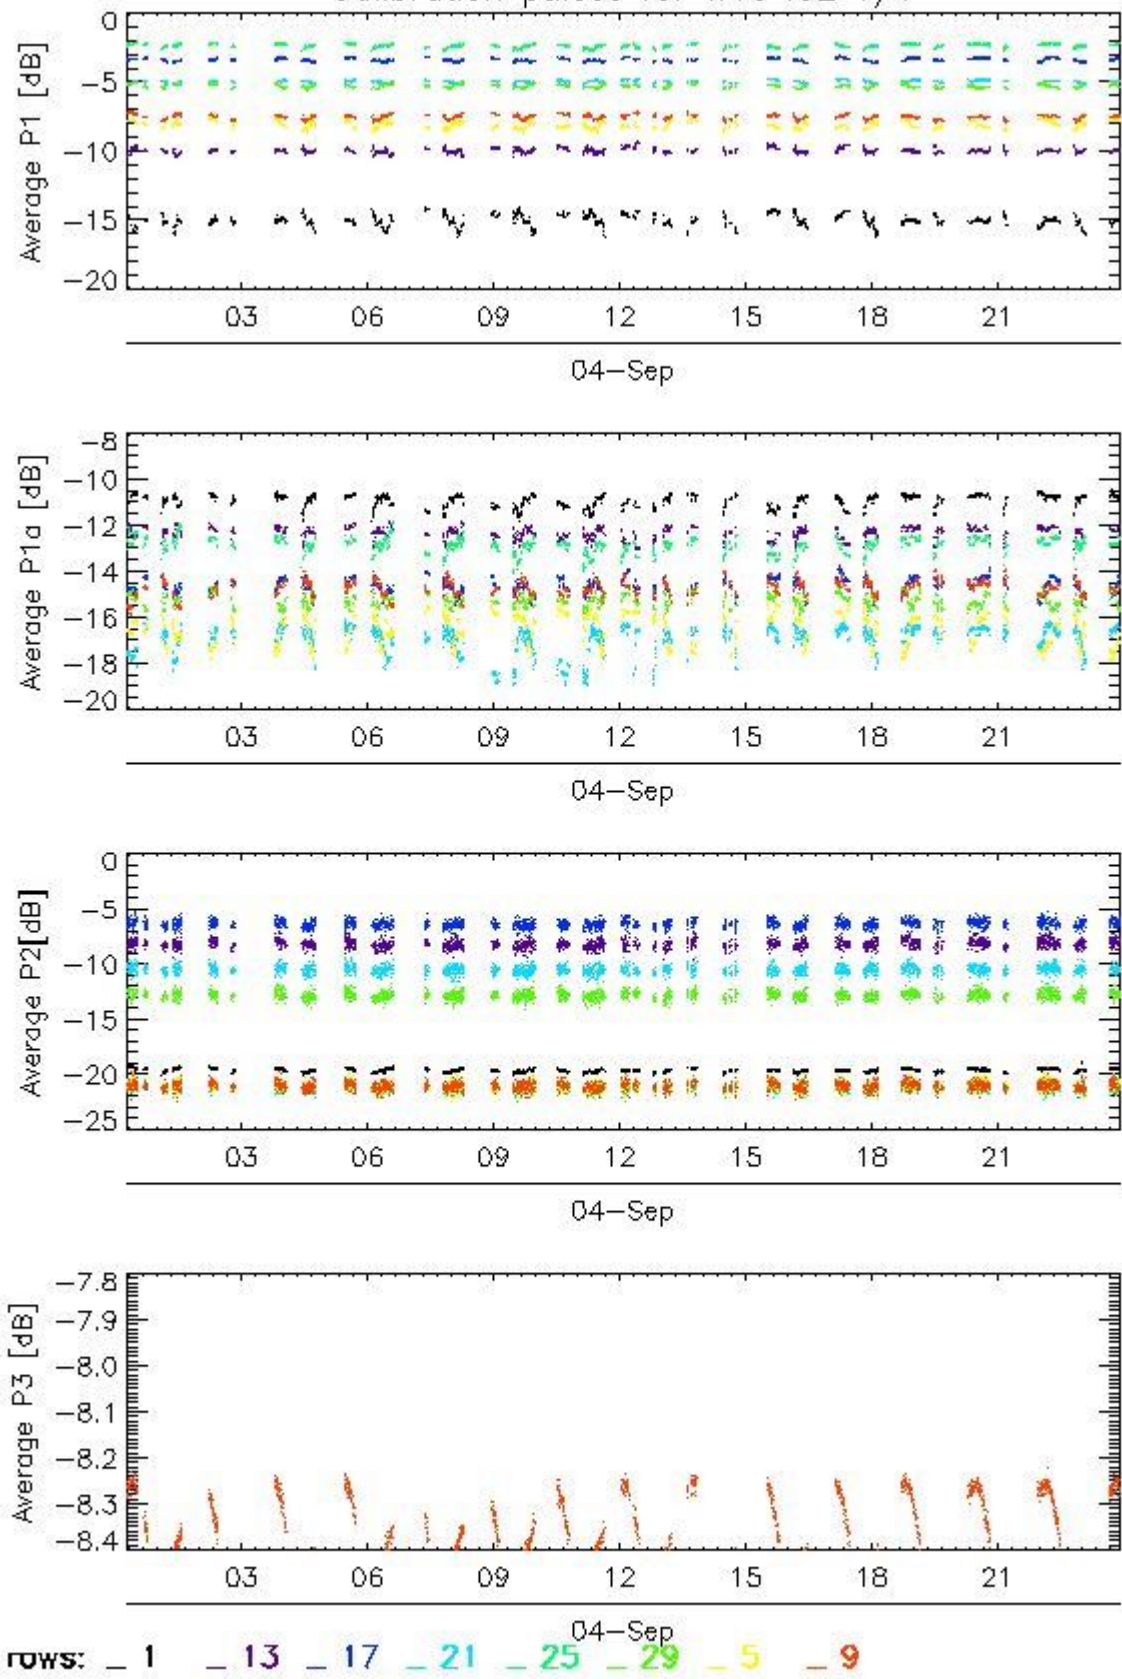 0
-5
-10
-15
-20
Average P1 [dB]
03 06 09 12 15 18 21
04-Sep
-8
-10
-12
-14
-16
-18
-20
Average P1a [dB]
03 06 09 12 15 18 21
04-Sep
0
-5
-10
-15
-20
-25
Average P2[dB]
03 06 09 12 15 18 21
04-Sep
-7.8
-7.9
-8.0
-8.1
-8.2
-8.3
-8.4
Average P3 [dB]
03 06 09 12 15 18 21
04-Sep
rows: _ 1 _ 13 _ 17 _ 21 _ 25 _ 29 _ 5 _ 9